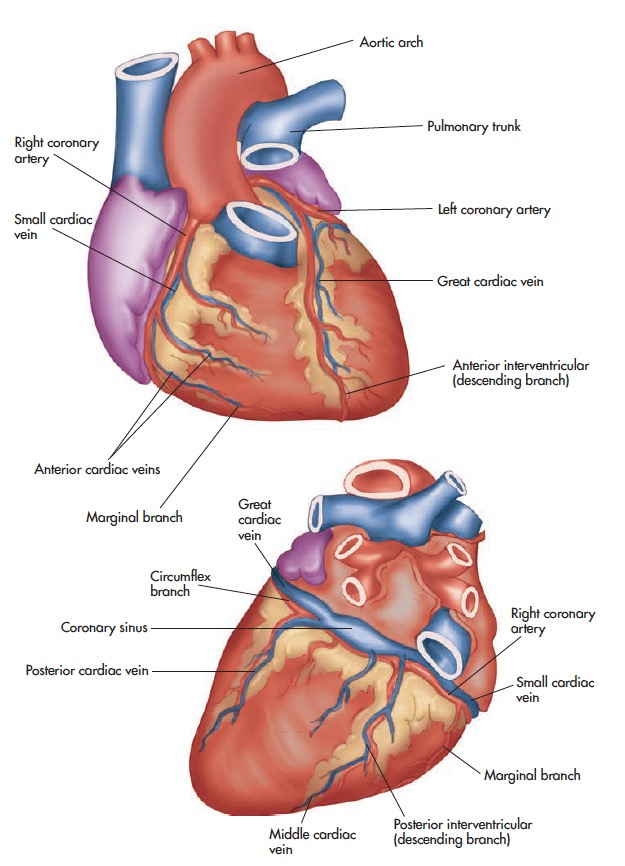 Aortic arch
Pulmonary trunk
Right coronary
artery
Left coronary artery
Small cardiac
vein
Great cardiac vein
Anterior interventricular
(descending branch)
Anterior cardiac veins
Marginal branch
Great
cardiac
vein
Circumflex
branch
Coronary sinus
Right coronary
artery
Posterior cardiac vein
Small cardiac
vein
Marginal branch
Middle cardiac
vein
Posterior interventricular
(descending branch)